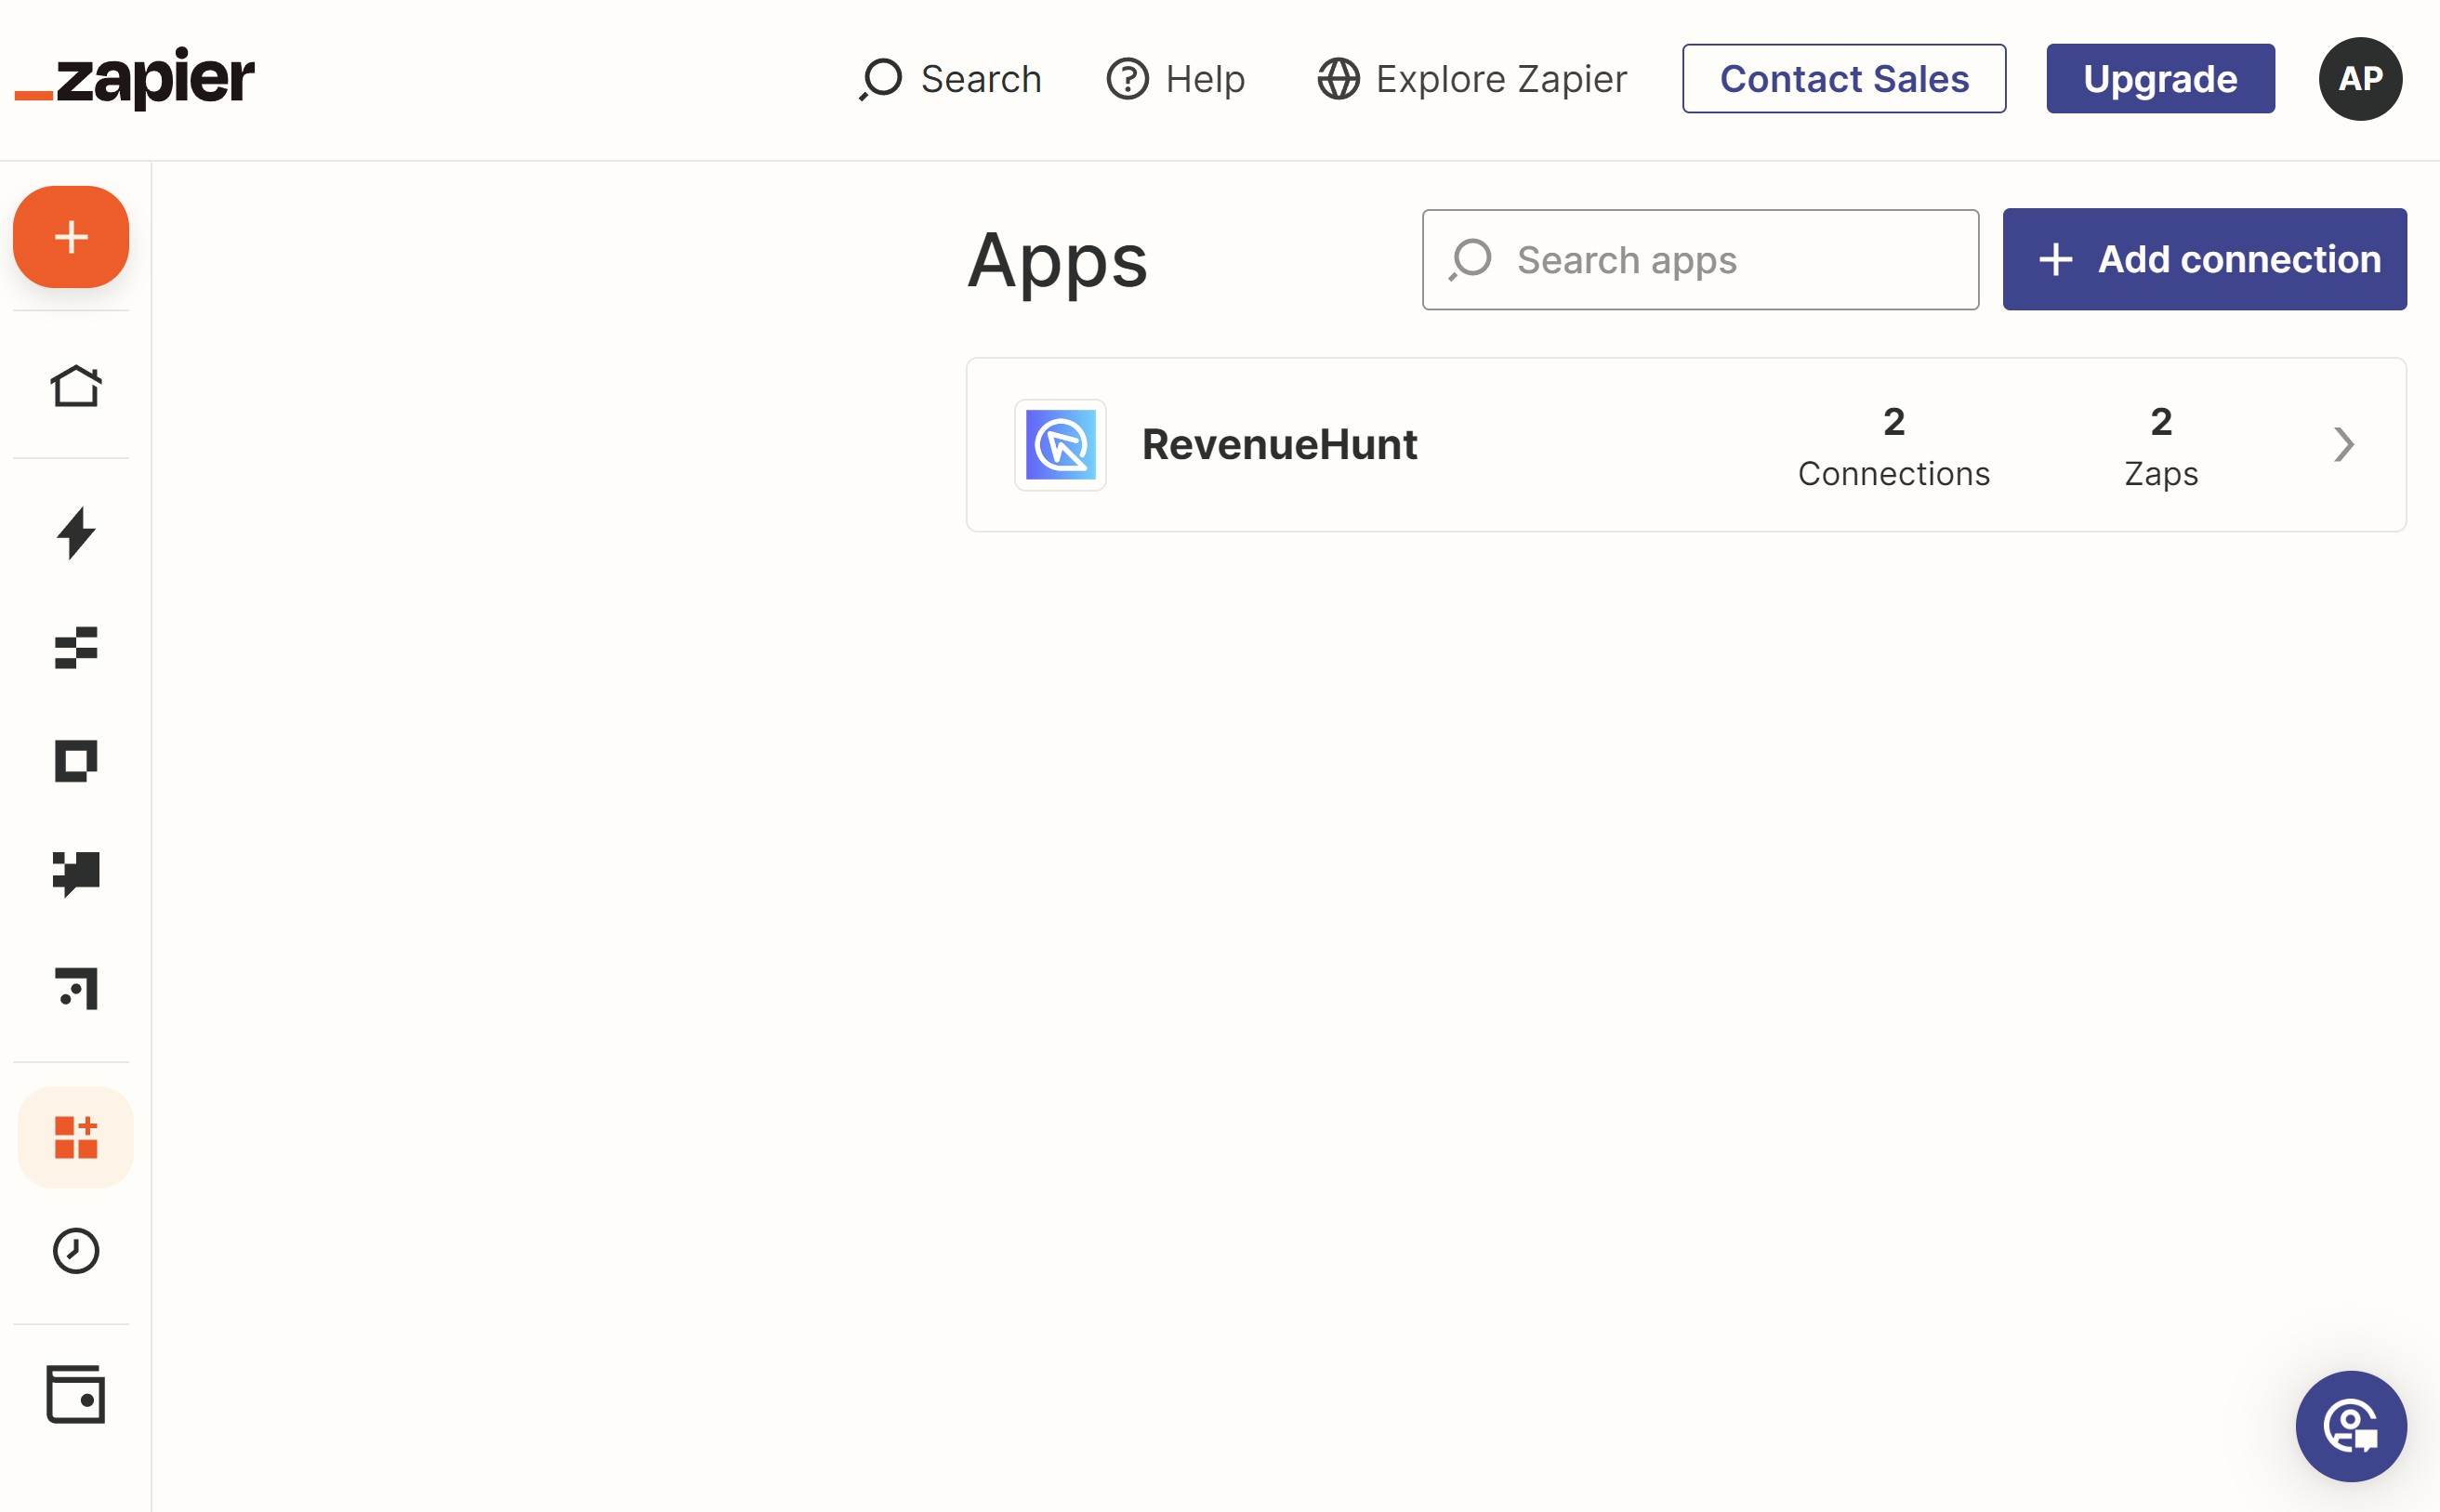 zapier
Search
Help
Explore Zapier
Contact Sales
Upgrade
AP
Apps
Search apps
Add connection
RevenueHunt
2
Connections
2
Zaps